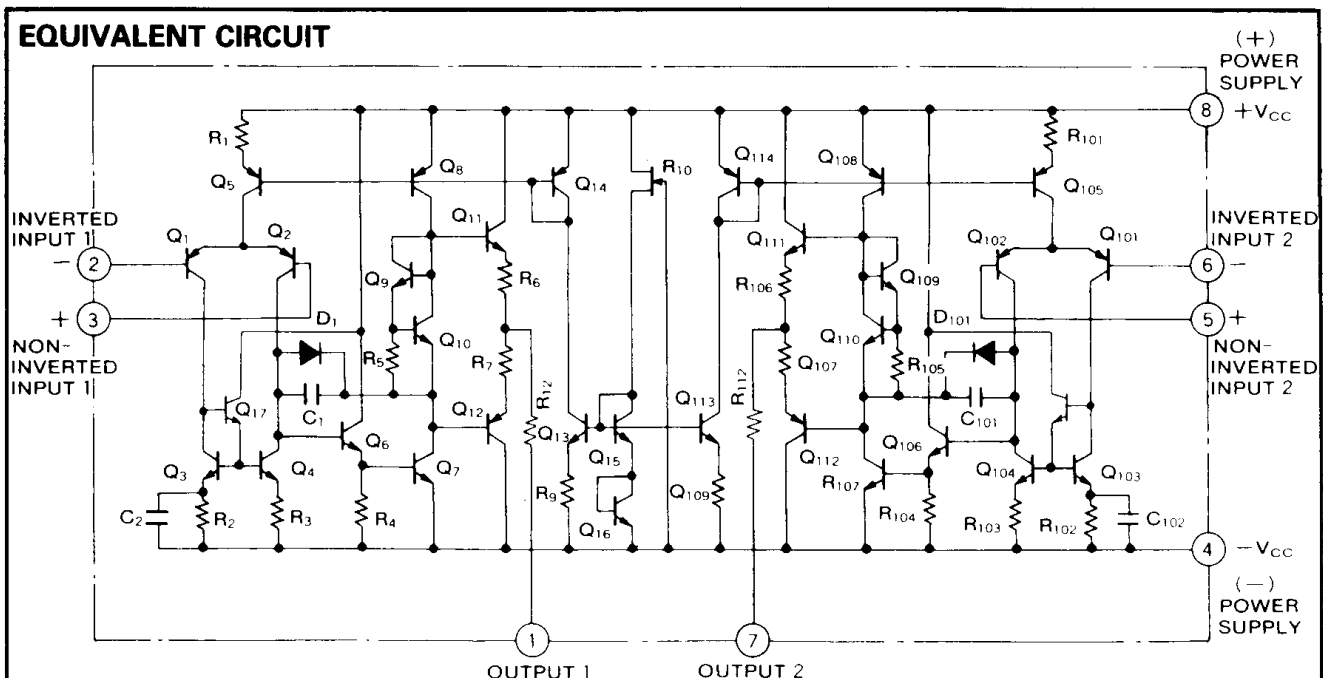 EQUIVALENT CIRCUIT
(+)
POWER
SUPPLY
8 +VCC
R1
R101
Q5
Q8
Q14
R10
Q114
Q108
Q105
INVERTED
INPUT 1
Q1
Q2
Q11
Q111
Q102
Q101
INVERTED
INPUT 2
− 2
6 −
Q9
R6
R106
Q109
+ 3
5 +
NON-
INVERTED
INPUT 1
D1
R5
Q10
R7
R12
Q107
R112
Q110
R105
D101
NON-
INVERTED
INPUT 2
Q17
C1
Q6
Q12
Q13
Q15
Q113
Q112
Q106
C101
Q3
Q4
Q7
R107
Q104
Q103
C2
R2
R3
R4
R9
Q16
Q109
R104
R103
R102
C102
4 −VCC
(−)
POWER
SUPPLY
1
7
OUTPUT 1
OUTPUT 2